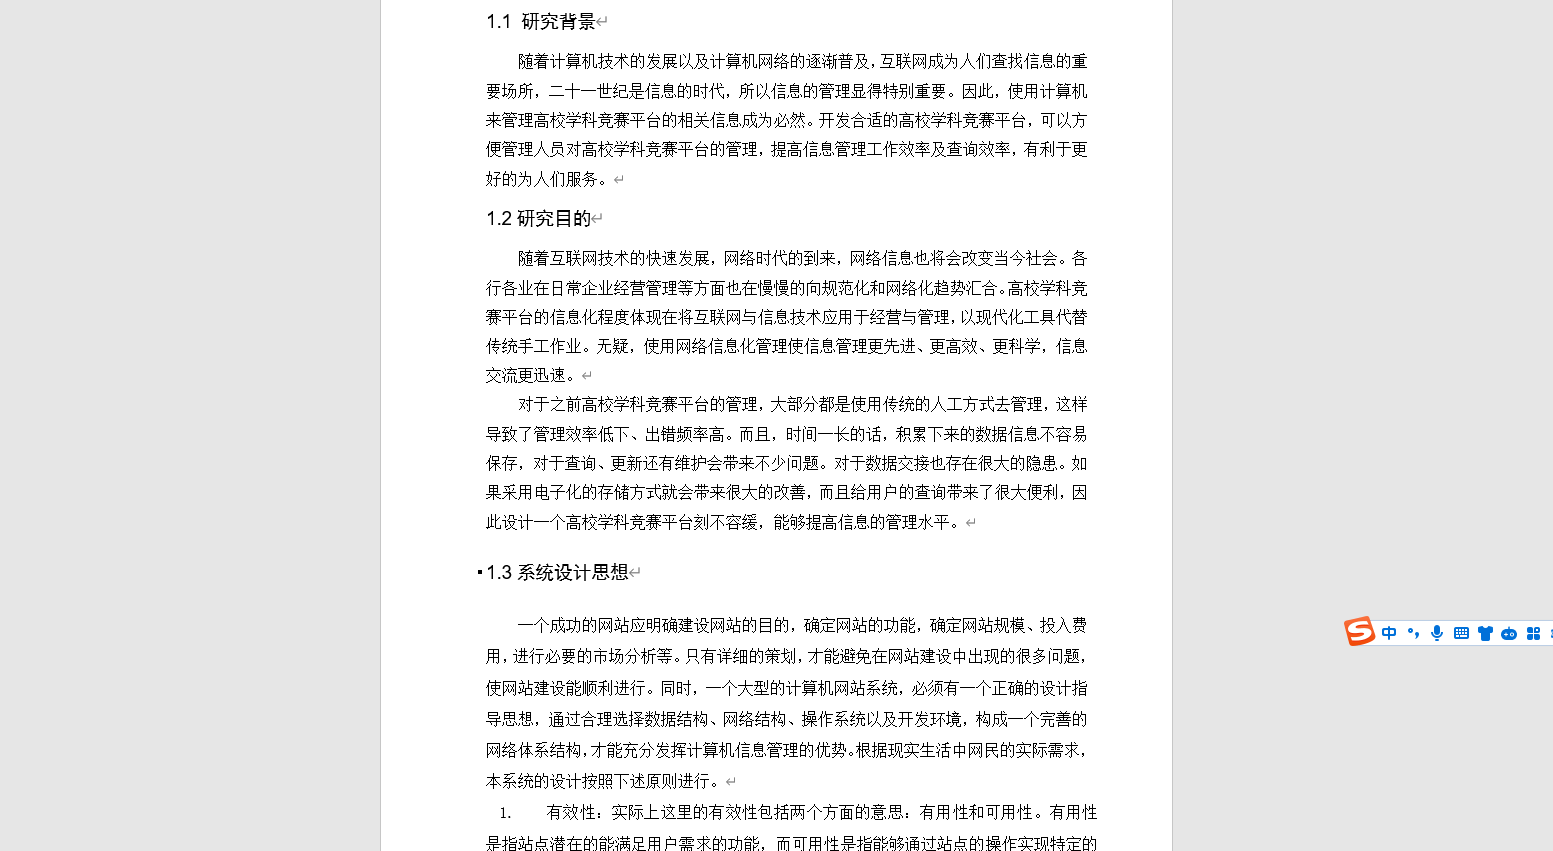 1.1 研究背景
随着计算机技术的发展以及计算机网络的逐渐普及，互联网成为人们查找信息的重
要场所，二十一世纪是信息的时代，所以信息的管理显得特别重要。因此，使用计算机
来管理高校学科竞赛平台的相关信息成为必然。开发合适的高校学科竞赛平台，可以方
便管理人员对高校学科竞赛平台的管理，提高信息管理工作效率及查询效率，有利于更
好的为人们服务。
1.2 研究目的
随着互联网技术的快速发展，网络时代的到来，网络信息也将会改变当今社会。各
行各业在日常企业经营管理等方面也在慢慢的向规范化和网络化趋势汇合。高校学科竞
赛平台的信息化程度体现在将互联网与信息技术应用于经营与管理，以现代化工具代替
传统手工作业。无疑，使用网络信息化管理使信息管理更先进、更高效、更科学，信息
交流更迅速。
对于之前高校学科竞赛平台的管理，大部分都是使用传统的人工方式去管理，这样
导致了管理效率低下、出错频率高。而且，时间一长的话，积累下来的数据信息不容易
保存，对于查询、更新还有维护会带来不少问题。对于数据交接也存在很大的隐患。如
果采用电子化的存储方式就会带来很大的改善，而且给用户的查询带来了很大便利，因
此设计一个高校学科竞赛平台刻不容缓，能够提高信息的管理水平。
1.3 系统设计思想
一个成功的网站应明确建设网站的目的，确定网站的功能，确定网站规模、投入费
用，进行必要的市场分析等。只有详细的策划，才能避免在网站建设中出现的很多问题，
使网站建设能顺利进行。同时，一个大型的计算机网站系统，必须有一个正确的设计指
导思想，通过合理选择数据结构、网络结构、操作系统以及开发环境，构成一个完善的
网络体系结构，才能充分发挥计算机信息管理的优势。根据现实生活中网民的实际需求，
本系统的设计按照下述原则进行。
1. 有效性：实际上这里的有效性包括两个方面的意思：有用性和可用性。有用性
是指站点潜在的能满足用户需求的功能，而可用性是指能够通过站点的操作实现特定的
S 中